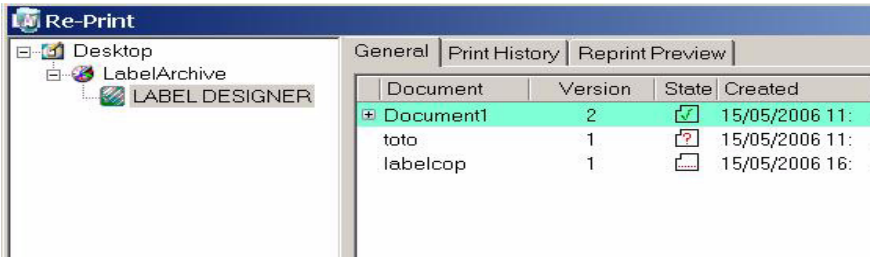 Re-Print
Desktop
LabelArchive
LABEL DESIGNER
General Print History Reprint Preview
Document Version State Created
Document1 2 15/05/2006 11:
toto 1 15/05/2006 11:
labelcop 1 15/05/2006 16: